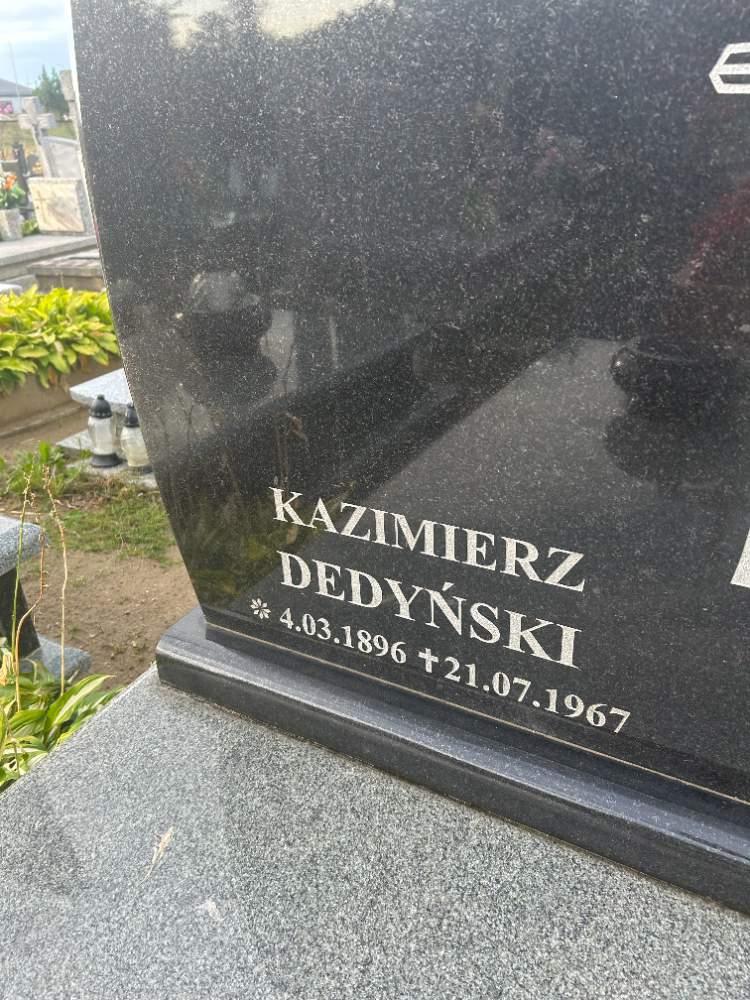 KAZIMIERZ
DEDYŃSKI
* 4.03.1896 ✝ 21.07.1967